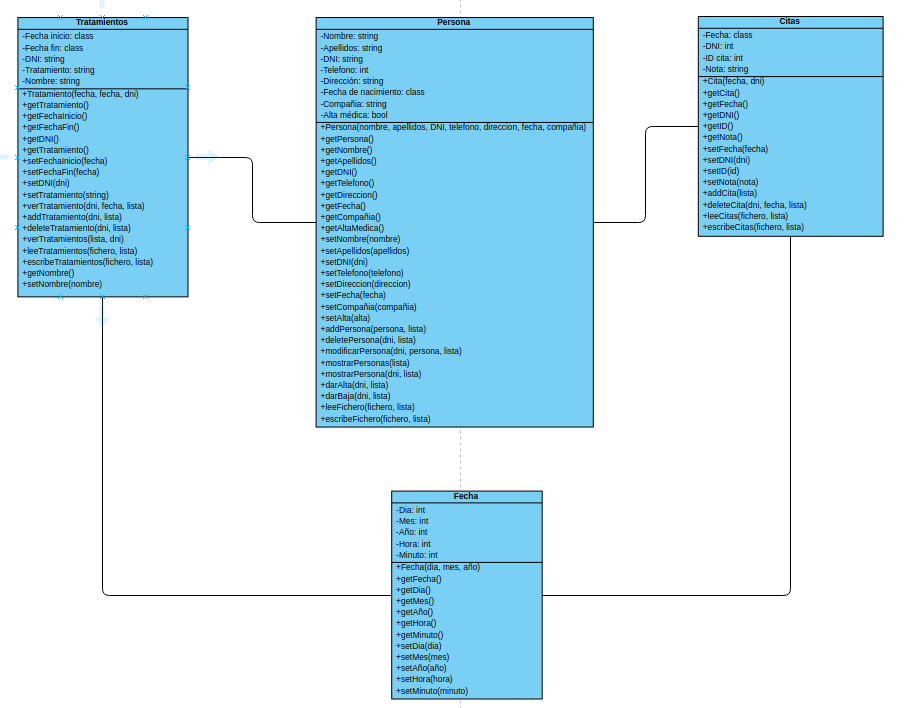 Tratamientos
-Fecha inicio: class
-Fecha fin: class
-DNI: string
-Tratamiento: string
-Nombre: string
+Tratamiento(fecha, fecha, dni)
+getTratamiento()
+getFechaInicio()
+getFechaFin()
+getDNI()
+getTratamiento()
+setFechaInicio(fecha)
+setFechaFin(fecha)
+setDNI(dni)
+setTratamiento(string)
+verTratamiento(dni, fecha, lista)
+addTratamiento(dni, lista)
+deleteTratamiento(dni, lista)
+verTratamientos(lista, dni)
+leeTratamientos(fichero, lista)
+escribeTratamientos(fichero, lista)
+getNombre()
+setNombre(nombre)
Persona
-Nombre: string
-Apellidos: string
-DNI: string
-Telefono: int
-Dirección: string
-Fecha de nacimiento: class
-Compañia: string
-Alta médica: bool
+Persona(nombre, apellidos, DNI, telefono, direccion, fecha, compañia)
+getPersona()
+getNombre()
+getApellidos()
+getDNI()
+getTelefono()
+getDireccion()
+getFecha()
+getCompañia()
+getAltaMedica()
+setNombre(nombre)
+setApellidos(apellidos)
+setDNI(dni)
+setTelefono(telefono)
+setDireccion(direccion)
+setFecha(fecha)
+setCompañia(compañia)
+setAlta(alta)
+addPersona(persona, lista)
+deletePersona(dni, lista)
+modificarPersona(dni, persona, lista)
+mostrarPersonas(lista)
+mostrarPersona(dni, lista)
+darAlta(dni, lista)
+darBaja(dni, lista)
+leeFichero(fichero, lista)
+escribeFichero(fichero, lista)
Citas
-Fecha: class
-DNI: int
-ID cita: int
-Nota: string
+Cita(fecha, dni)
+getCita()
+getFecha()
+getDNI()
+getID()
+getNota()
+setFecha(fecha)
+setDNI(dni)
+setID(id)
+setNota(nota)
+addCita(lista)
+deleteCita(dni, fecha, lista)
+leeCitas(fichero, lista)
+escribeCitas(fichero, lista)
Fecha
-Dia: int
-Mes: int
-Año: int
-Hora: int
-Minuto: int
+Fecha(dia, mes, año)
+getFecha()
+getDia()
+getMes()
+getAño()
+getHora()
+getMinuto()
+setDia(dia)
+setMes(mes)
+setAño(año)
+setHora(hora)
+setMinuto(minuto)